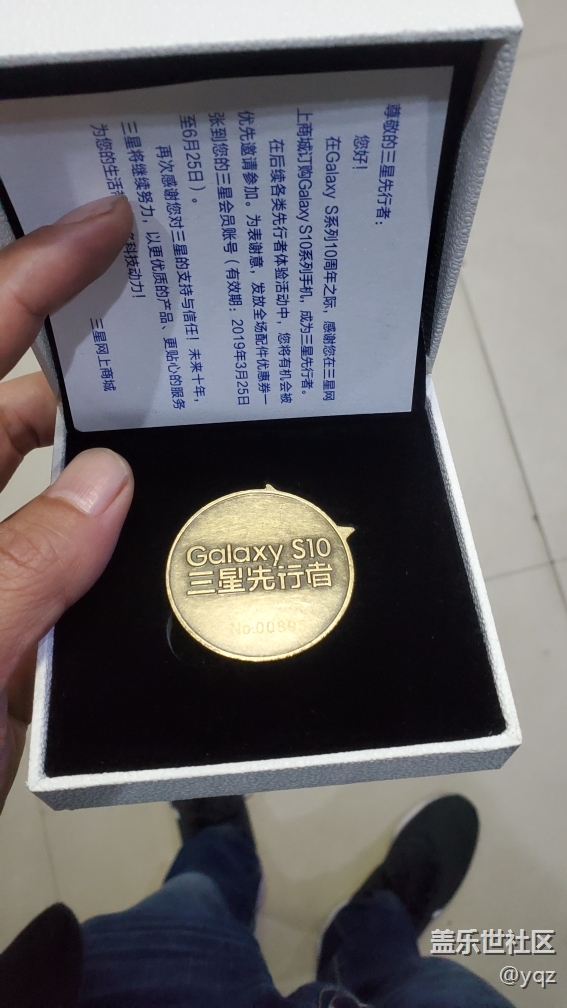 尊敬的三星先行者：
您好！
在Galaxy S系列10周年之际，感谢您在三星网
上商城订购Galaxy S10系列手机，成为三星先行者。
在后续各类先行者体验活动中，您将有机会被
优先邀请参加。为表谢意，发放全场配件优惠券一
张到您的三星会员账号（有效期：2019年3月25日
至6月25日）。
再次感谢您对三星的支持与信任！未来十年，
三星将继续努力，以更优质的产品、更贴心的服务
为您的生活
科技动力！
三星网上商城
Galaxy S10
三星先行者
盖乐世社区
@yqz